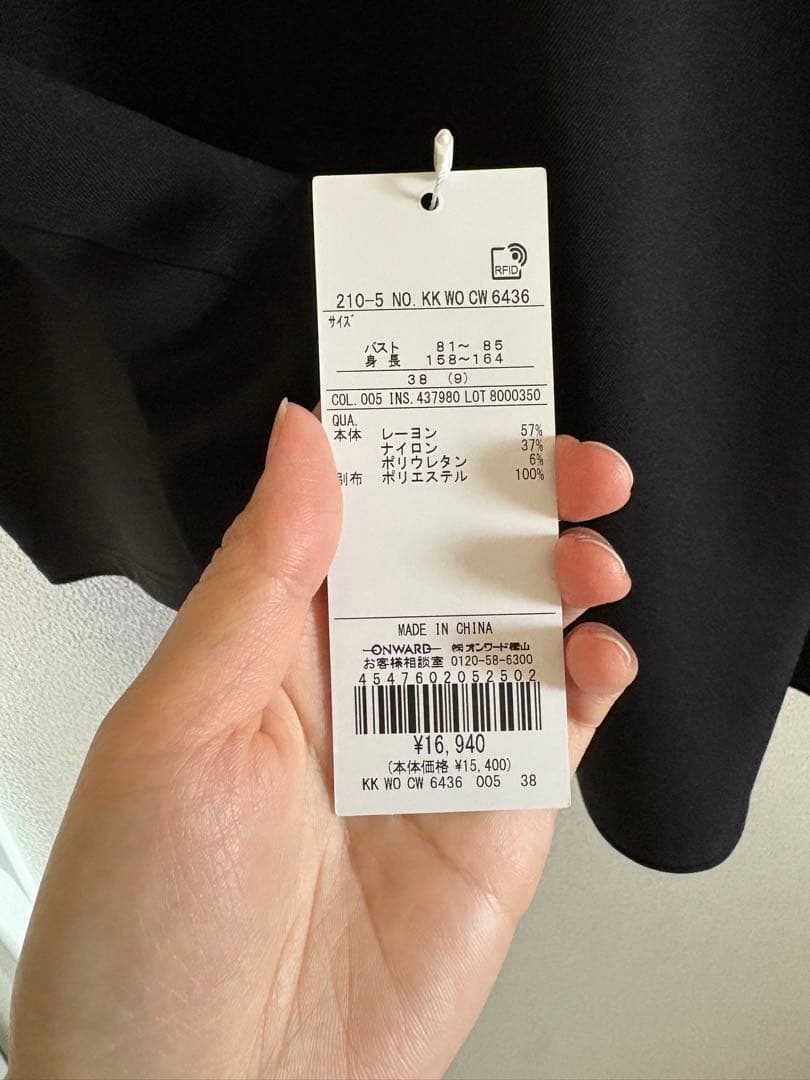 RFID
210-5 NO. KK WO CW 6436
サイズ
バスト 81～ 85
身長 158～164
38 (9)
COL. 005 INS. 437980 LOT 8000350
QUA.
本体 レーヨン 57%
ナイロン 37%
ポリウレタン 6%
別布 ポリエステル 100%
MADE IN CHINA
ONWARD ㈱オンワード樫山
お客様相談室 0120-58-6300
4547602052502
¥16,940
(本体価格 ¥15,400)
KK WO CW 6436 005 38